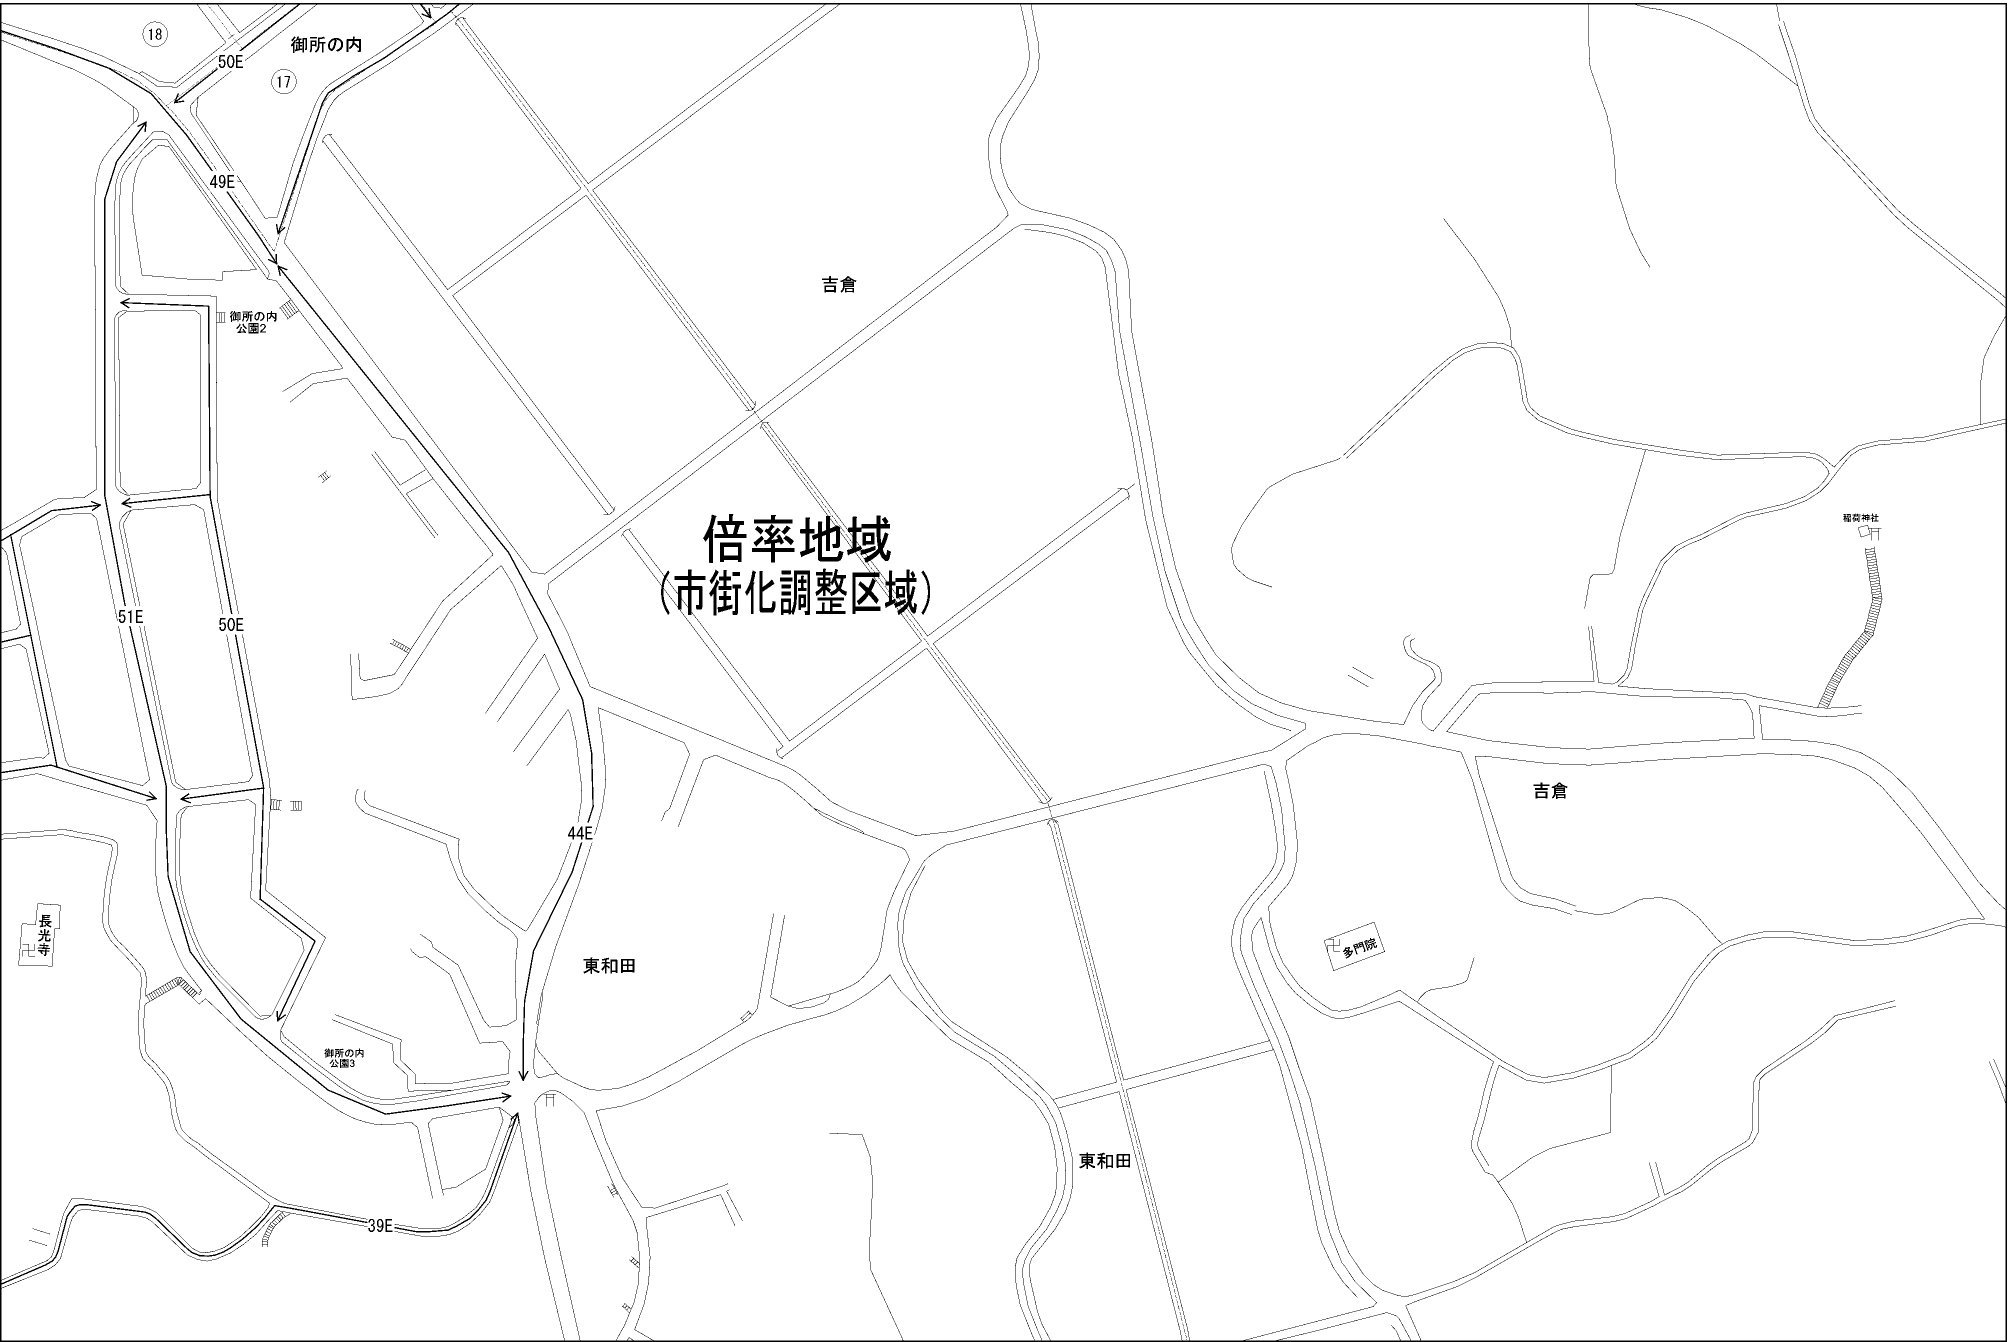 18
御所の内
50E
17
49E
吉倉
御所の内
公園2
倍率地域
(市街化調整区域)
稲荷神社
51E
50E
吉倉
44E
長光寺
多門院
東和田
御所の内
公園3
東和田
39E